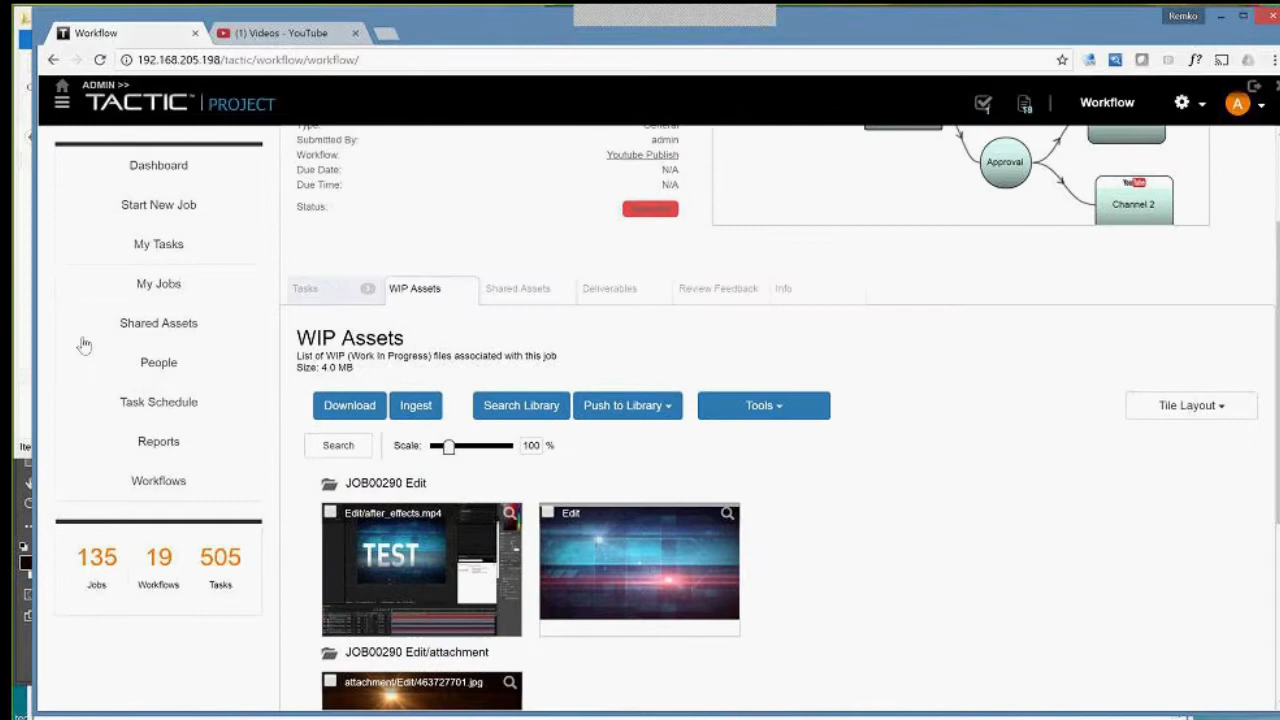 Remko
Workflow
(1) Videos - YouTube
192.168.205.198/tactic/workflow/workflow/
f?
ADMIN >>
TACTIC™ | PROJECT
18
Workflow
A
Dashboard
Start New Job
My Tasks
My Jobs
Shared Assets
People
Task Schedule
Reports
Workflows
135 19 505
Jobs Workflows Tasks
Type: General
Submitted By: admin
Workflow: Youtube Publish
Due Date: N/A
Due Time: N/A
Status:
Approval
YouTube
Channel 2
Tasks
WIP Assets
Shared Assets
Deliverables
Review Feedback
Info
WIP Assets
List of WIP (Work In Progress) files associated with this job
Size: 4.0 MB
Download
Ingest
Search Library
Push to Library
Tools
Tile Layout
Search
Scale: 100 %
JOB00290 Edit
Edit/after_effects.mp4
TEST
Edit
JOB00290 Edit/attachment
attachment/Edit/463727701.jpg